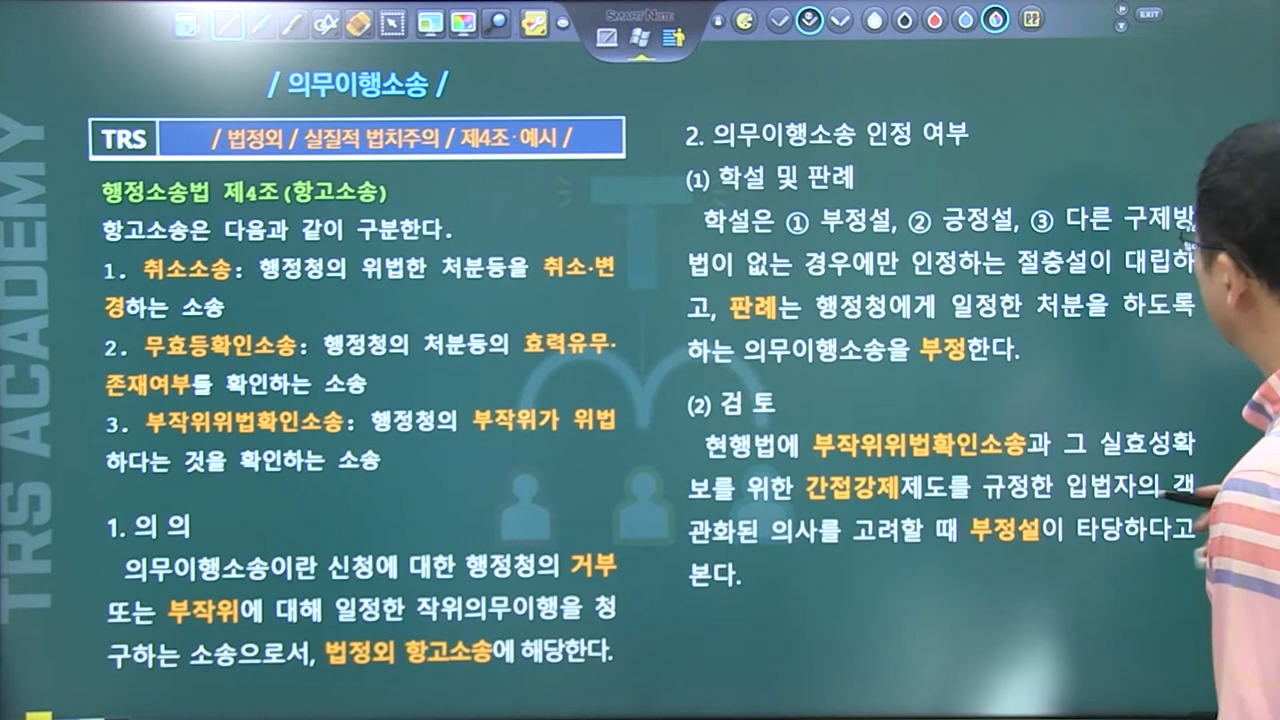 SMART NOTE
EXIT
/ 의무이행소송 /
TRS / 법정외 / 실질적 법치주의 / 제4조·예시 /
행정소송법 제4조(항고소송)
항고소송은 다음과 같이 구분한다.
1. 취소소송: 행정청의 위법한 처분등을 취소·변
경하는 소송
2. 무효등확인소송: 행정청의 처분등의 효력유무·
존재여부를 확인하는 소송
3. 부작위위법확인소송: 행정청의 부작위가 위법
하다는 것을 확인하는 소송
1. 의 의
의무이행소송이란 신청에 대한 행정청의 거부
또는 부작위에 대해 일정한 작위의무이행을 청
구하는 소송으로서, 법정외 항고소송에 해당한다.
2. 의무이행소송 인정 여부
(1) 학설 및 판례
학설은 ① 부정설, ② 긍정설, ③ 다른 구제방
법이 없는 경우에만 인정하는 절충설이 대립하
고, 판례는 행정청에게 일정한 처분을 하도록
하는 의무이행소송을 부정한다.
(2) 검 토
현행법에 부작위위법확인소송과 그 실효성확
보를 위한 간접강제제도를 규정한 입법자의 객
관화된 의사를 고려할 때 부정설이 타당하다고
본다.
TRS ACADEMY